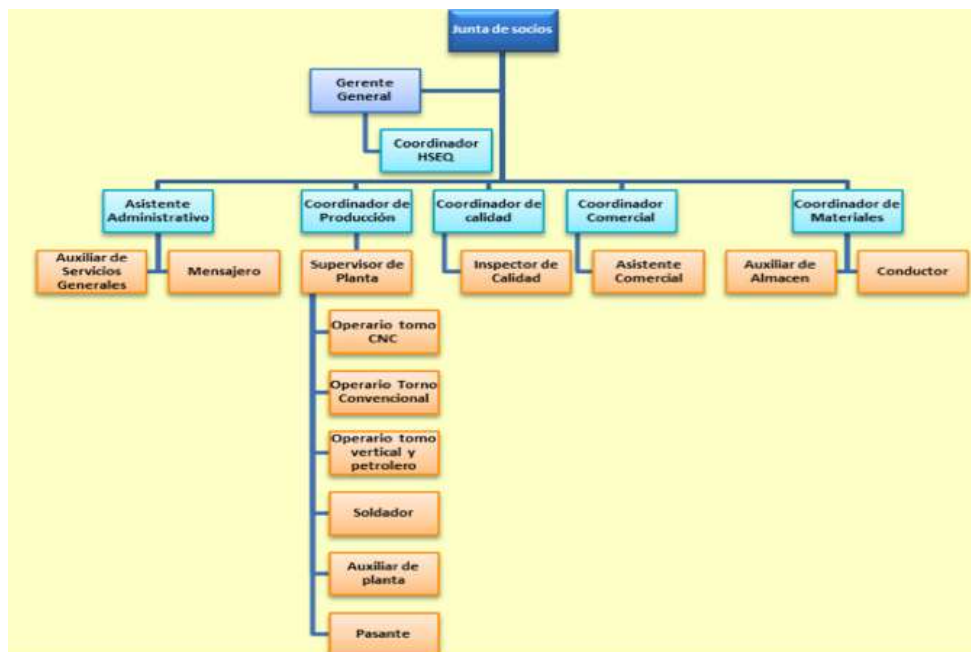 Junta de socios
Gerente
General
Coordinador
HSEQ
Asistente
Administrativo
Coordinador de
Producción
Coordinador de
calidad
Coordinador
Comercial
Coordinador de
Materiales
Auxiliar de
Servicios
Generales
Mensajero
Supervisor de
Planta
Inspector de
Calidad
Asistente
Comercial
Auxiliar de
Almacen
Conductor
Operario torno
CNC
Operario Torno
Convencional
Operario torno
vertical y
petrolero
Soldador
Auxiliar de
planta
Pasante